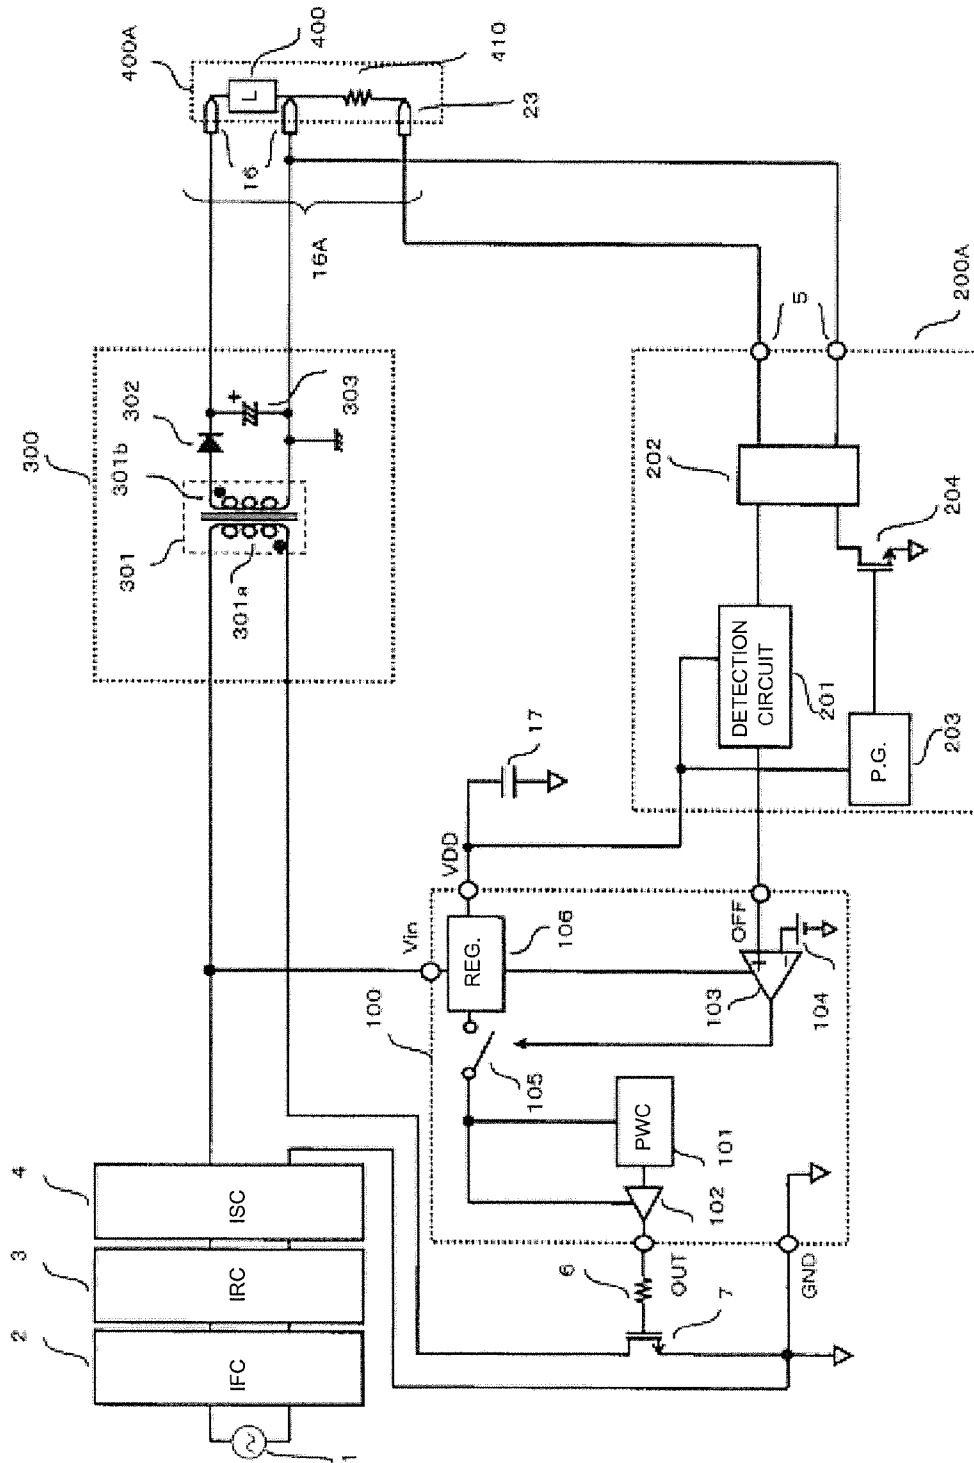 1
2
IFC
3
IRC
4
ISC
300
301
301a
301b
302
+
303
400A
L
400
410
16
23
16A
6
OUT
7
GND
100
Vin
VDD
17
REG.
106
105
PWC
101
102
OFF
+
−
103
104
200A
5
202
204
DETECTION
CIRCUIT
201
P.G.
203